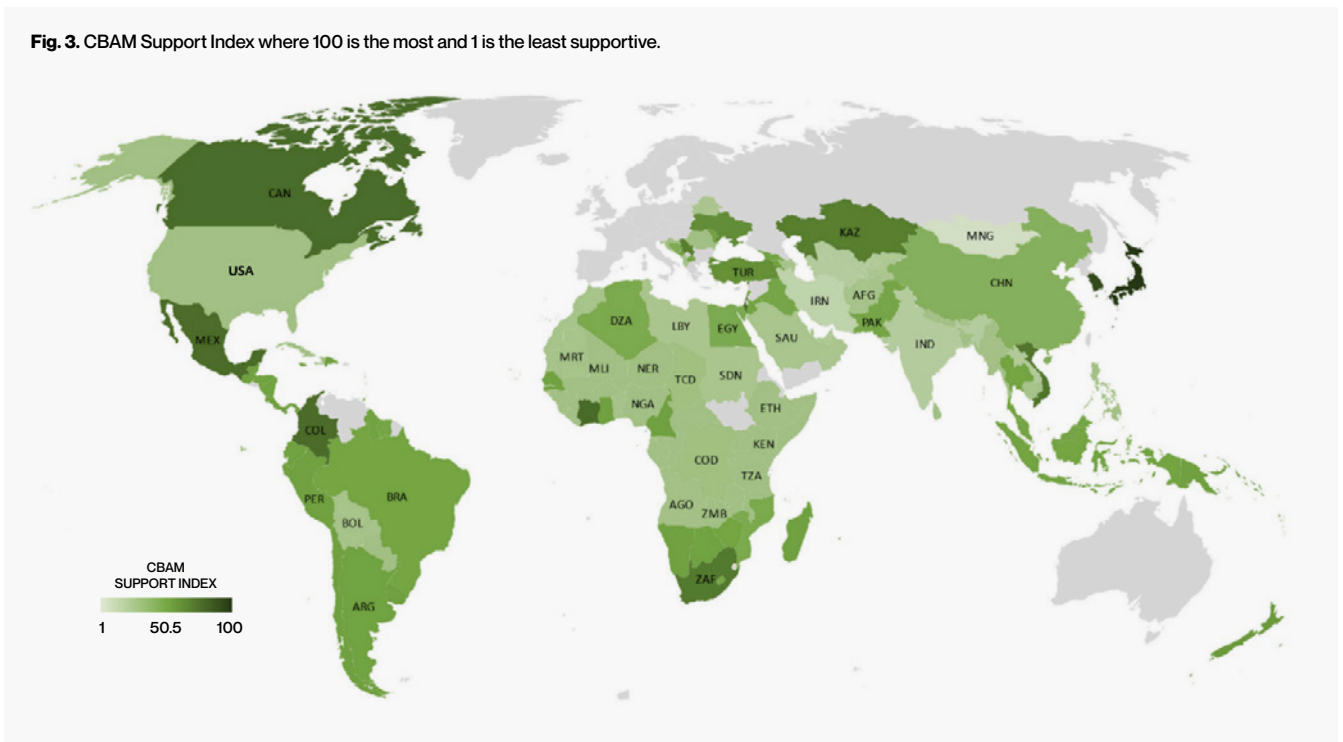 Fig. 3. CBAM Support Index where 100 is the most and 1 is the least supportive.
CAN
USA
MEX
COL
PER
BRA
BOL
ARG
KAZ
MNG
TUR
CHN
IRN
AFG
PAK
IND
DZA
LBY
EGY
SAU
MRT
MLI
NER
TCD
SDN
NGA
ETH
KEN
COD
TZA
AGO
ZMB
ZAF
CBAM
SUPPORT INDEX
1 50.5 100